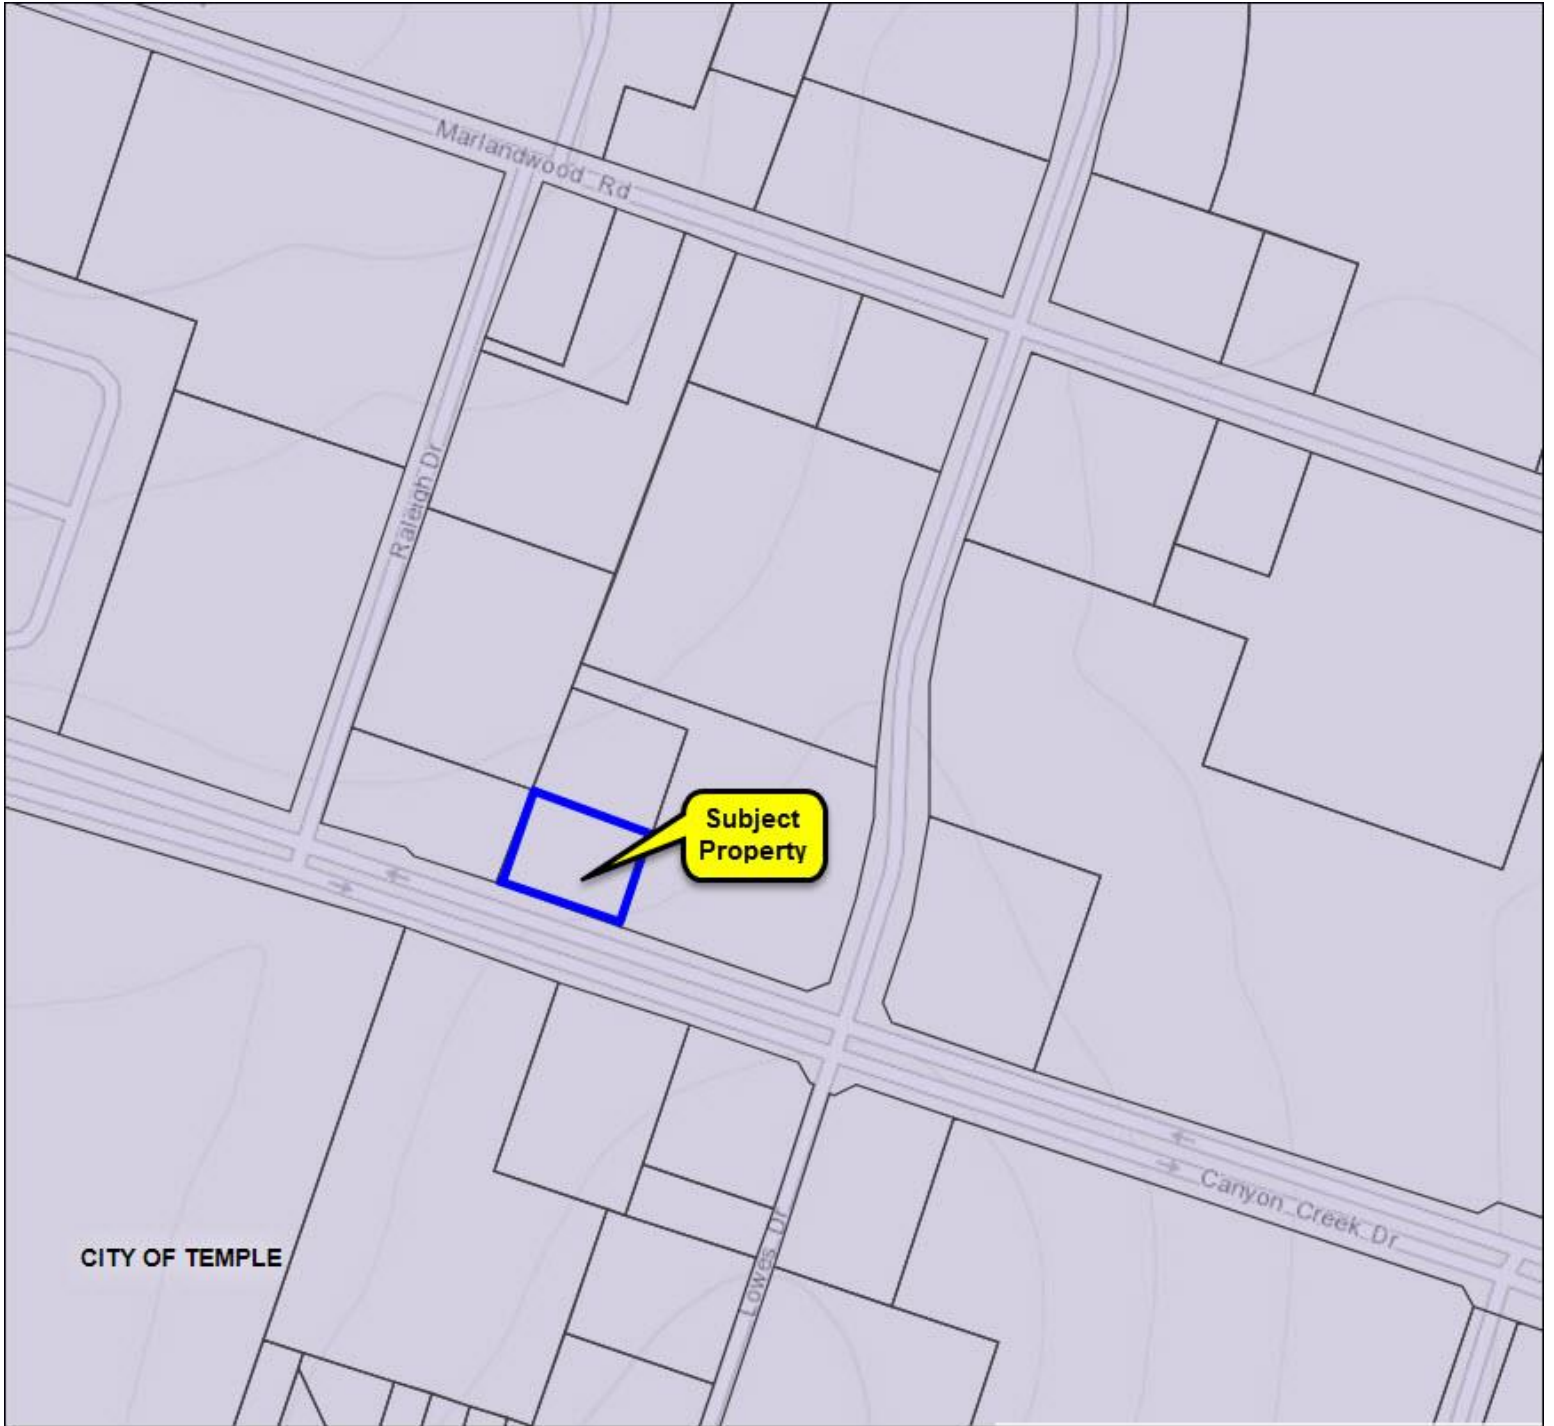 Marlandwood Rd
Raleigh Dr
Subject
Property
Canyon Creek Dr
Lowes Dr
CITY OF TEMPLE